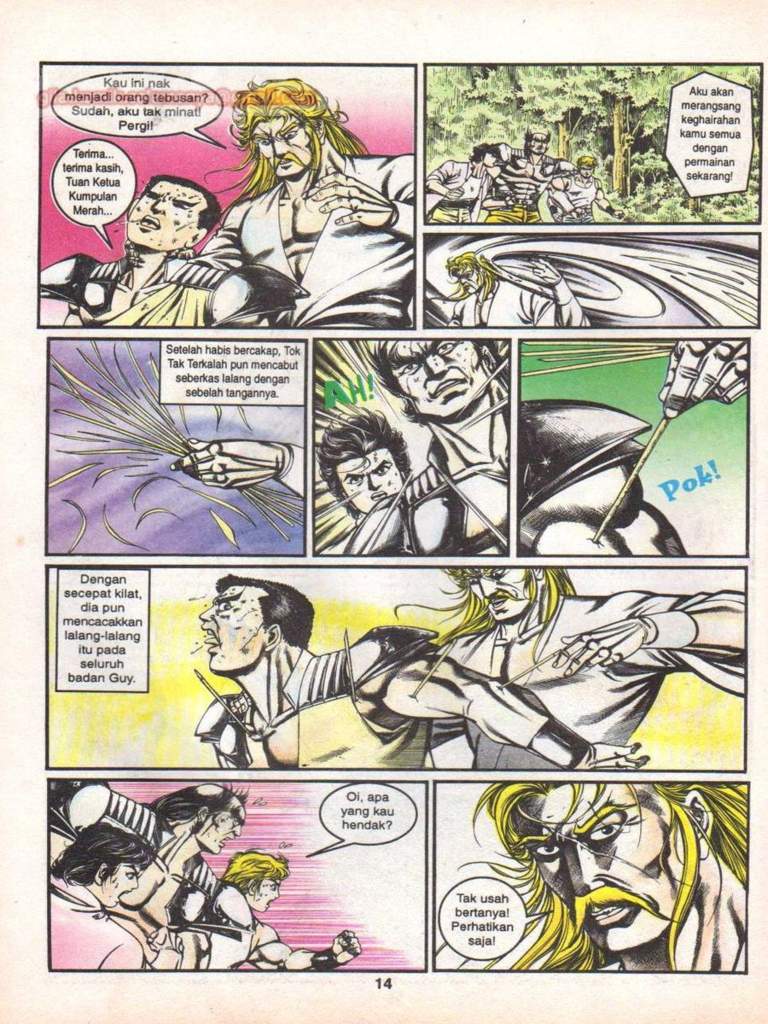 Kau ini nak
menjadi orang tebusan?
Sudah, aku tak minat!
Pergi!
Terima...
terima kasih,
Tuan Ketua
Kumpulan
Merah...
Aku akan
merangsang
keghairahan
kamu semua
dengan
permainan
sekarang!
Setelah habis bercakap, Tok
Tak Terkalah pun mencabut
seberkas lalang dengan
sebelah tangannya.
AH!
Pok!
Dengan
secepat kilat,
dia pun
mencacakkan
lalang-lalang
itu pada
seluruh
badan Guy.
Oi, apa
yang kau
hendak?
Tak usah
bertanya!
Perhatikan
saja!
14